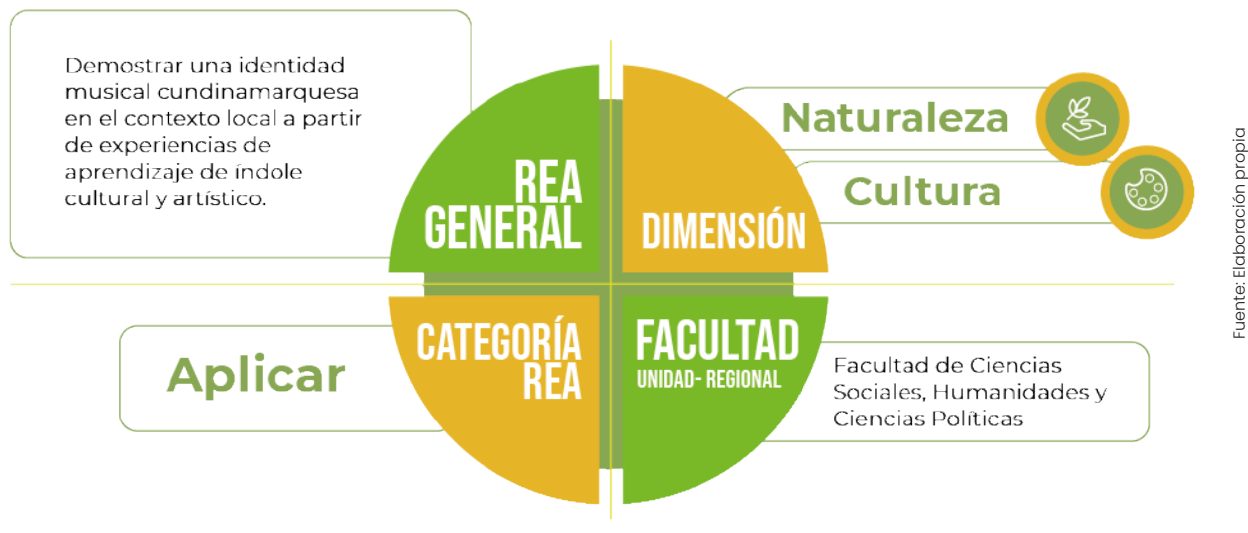 Demostrar una identidad
musical cundinamarquesa
en el contexto local a partir
de experiencias de
aprendizaje de índole
cultural y artístico.
REA
GENERAL
DIMENSIÓN
Naturaleza
Cultura
Aplicar
CATEGORÍA
REA
FACULTAD
UNIDAD- REGIONAL
Facultad de Ciencias
Sociales, Humanidades y
Ciencias Políticas
Fuente: Elaboración propia